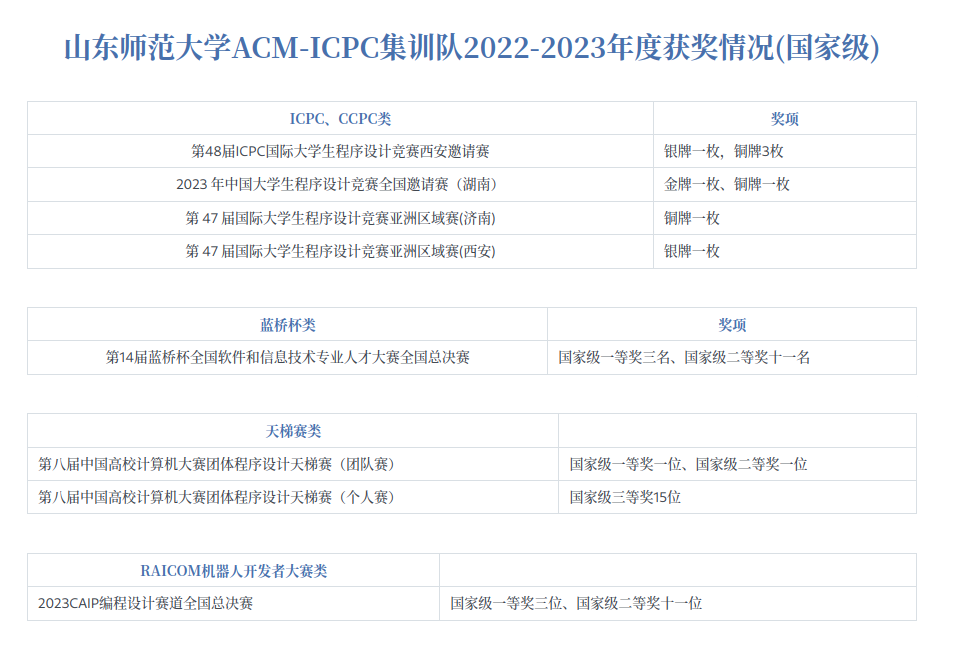 山东师范大学ACM-ICPC集训队2022-2023年度获奖情况(国家级)
ICPC、CCPC类 奖项
第48届ICPC国际大学生程序设计竞赛西安邀请赛 银牌一枚，铜牌3枚
2023 年中国大学生程序设计竞赛全国邀请赛（湖南） 金牌一枚、铜牌一枚
第 47 届国际大学生程序设计竞赛亚洲区域赛(济南) 铜牌一枚
第 47 届国际大学生程序设计竞赛亚洲区域赛(西安) 银牌一枚
蓝桥杯类 奖项
第14届蓝桥杯全国软件和信息技术专业人才大赛全国总决赛 国家级一等奖三名、国家级二等奖十一名
天梯赛类
第八届中国高校计算机大赛团体程序设计天梯赛（团队赛） 国家级一等奖一位、国家级二等奖一位
第八届中国高校计算机大赛团体程序设计天梯赛（个人赛） 国家级三等奖15位
RAICOM机器人开发者大赛类
2023CAIP编程设计赛道全国总决赛 国家级一等奖三位、国家级二等奖十一位